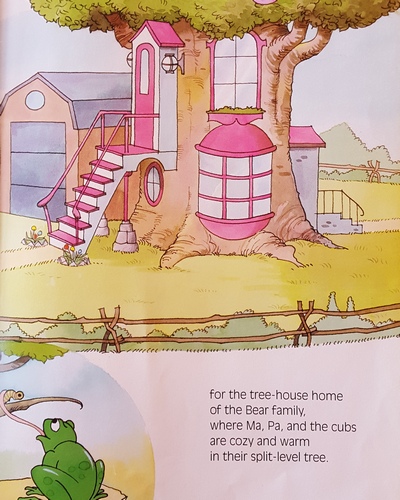 for the tree-house home
of the Bear family,
where Ma, Pa, and the cubs
are cozy and warm
in their split-level tree.